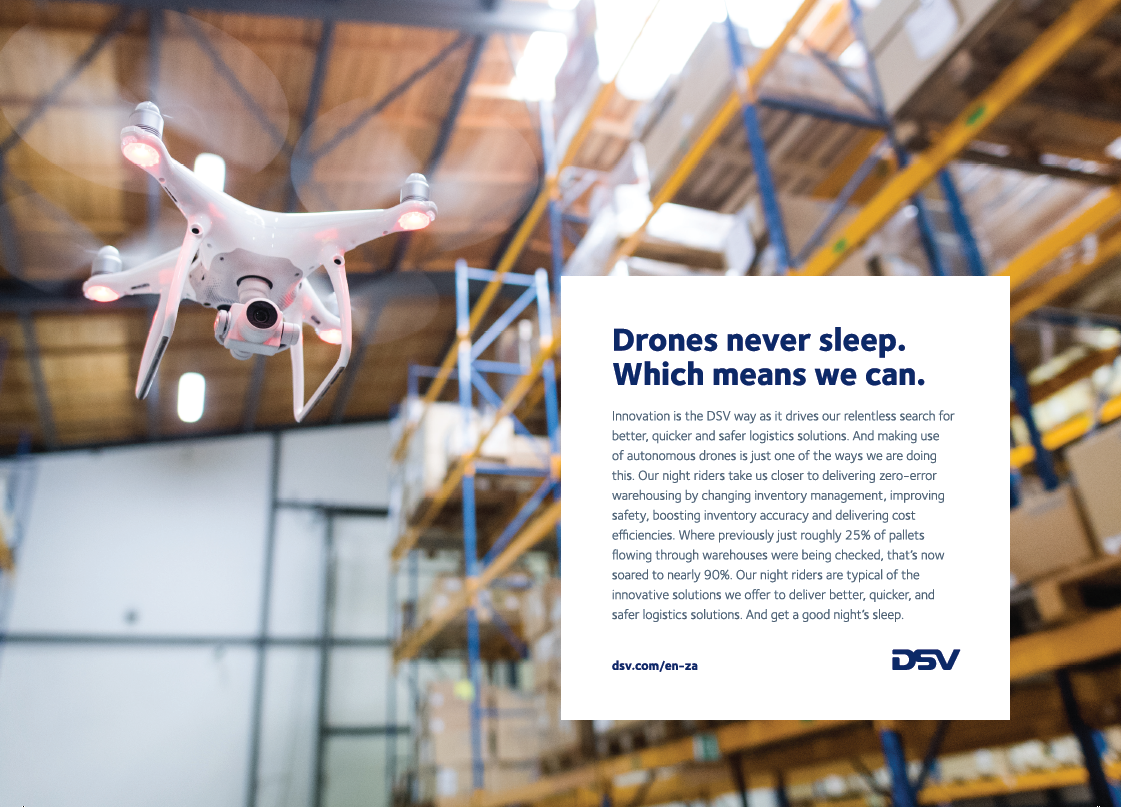 Drones never sleep.
Which means we can.
Innovation is the DSV way as it drives our relentless search for
better, quicker and safer logistics solutions. And making use
of autonomous drones is just one of the ways we are doing
this. Our night riders take us closer to delivering zero-error
warehousing by changing inventory management, improving
safety, boosting inventory accuracy and delivering cost
efficiencies. Where previously just roughly 25% of pallets
flowing through warehouses were being checked, that's now
soared to nearly 90%. Our night riders are typical of the
innovative solutions we offer to deliver better, quicker, and
safer logistics solutions. And get a good night's sleep.
dsv.com/en-za
DSV